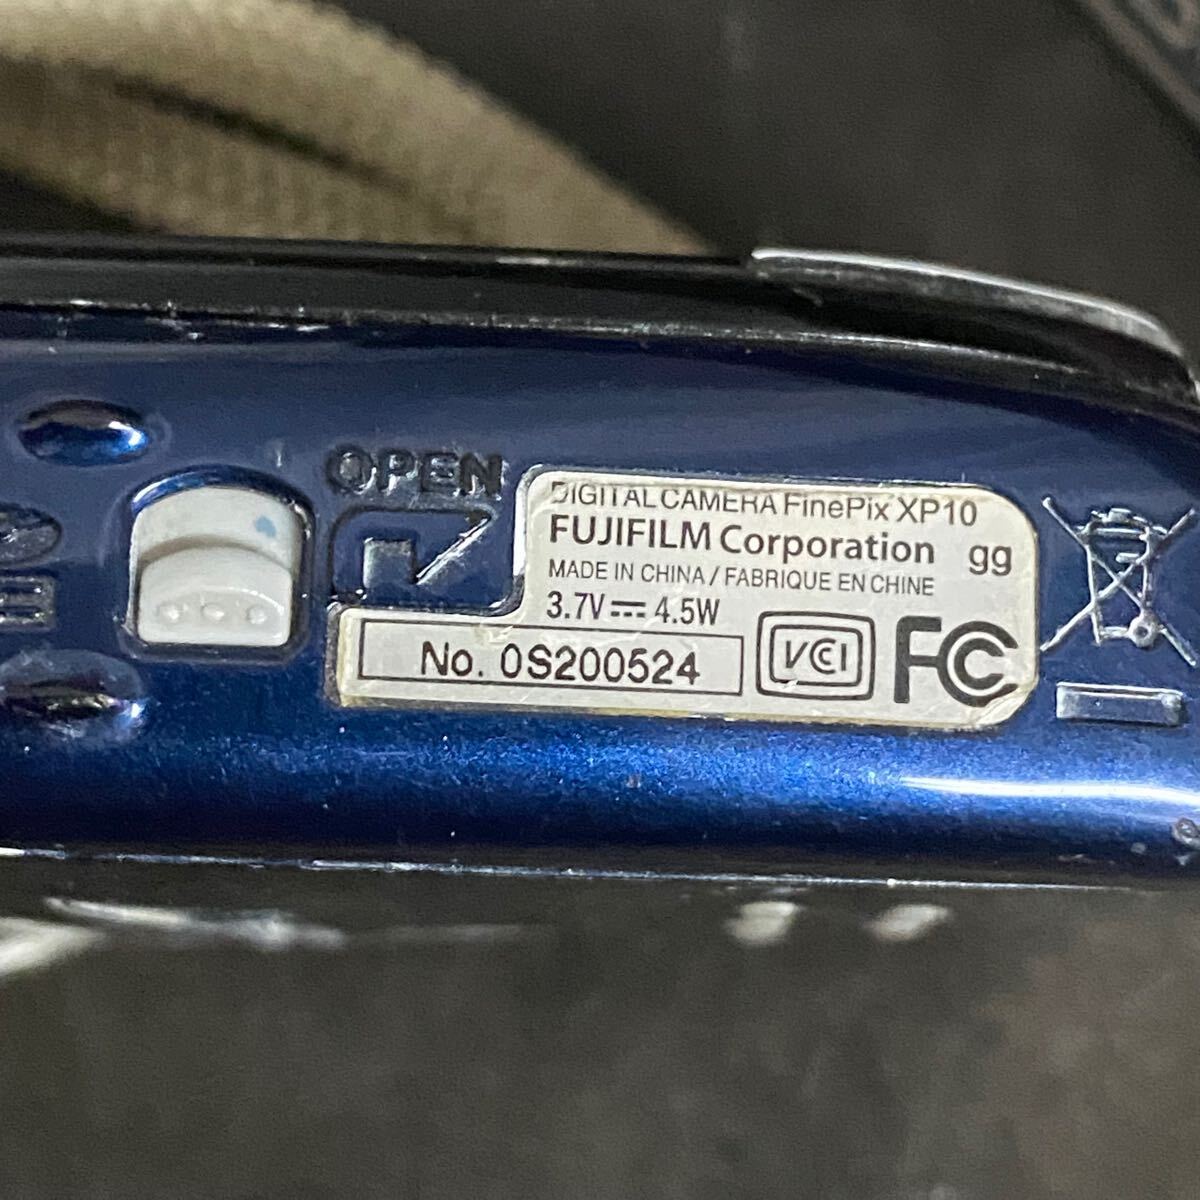 OPEN
DIGITAL CAMERA FinePix XP10
FUJIFILM Corporation gg
MADE IN CHINA / FABRIQUE EN CHINE
3.7V⎓ 4.5W
No. 0S200524
VCCI
FC